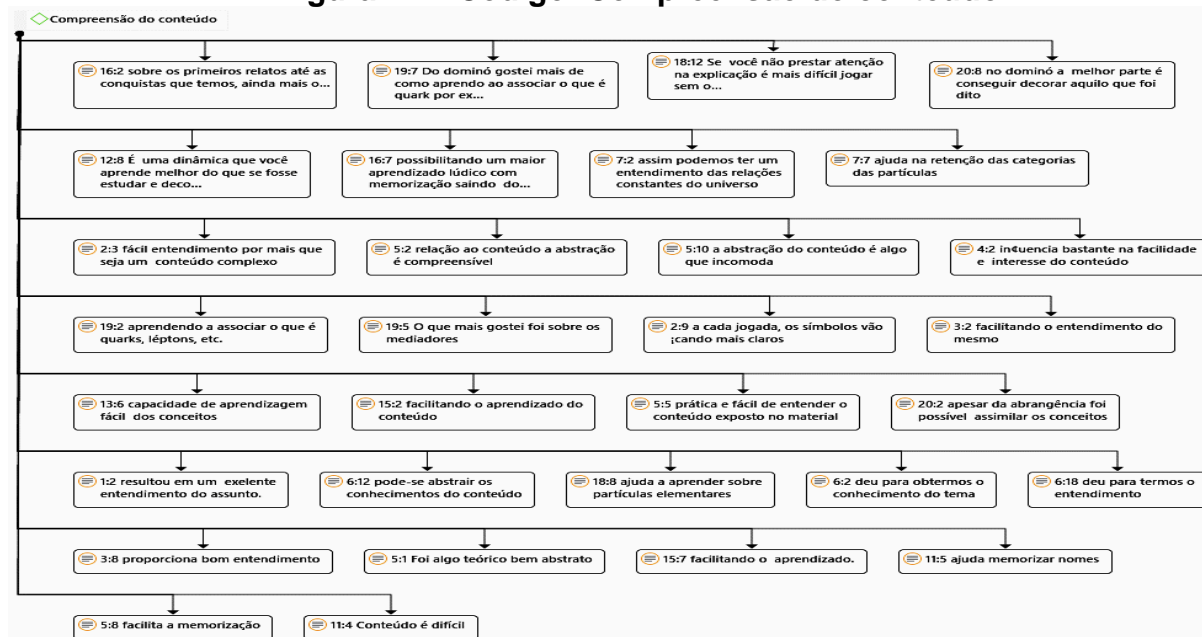 Compreensão do conteúdo
16:2 sobre os primeiros relatos até as
conquistas que temos, ainda mais o...
19:7 Do dominó gostei mais de
como aprendo ao associar o que é
quark por ex...
18:12 Se você não prestar atenção
na explicação é mais difícil jogar
sem o...
20:8 no dominó a melhor parte é
conseguir decorar aquilo que foi
dito
12:8 É uma dinâmica que você
aprende melhor do que se fosse
estudar e deco...
16:7 possibilitando um maior
aprendizado lúdico com
memorização saindo do...
7:2 assim podemos ter um
entendimento das relações
constantes do universo
7:7 ajuda na retenção das categorias
das partículas
2:3 fácil entendimento por mais que
seja um conteúdo complexo
5:2 relação ao conteúdo a abstração
é compreensível
5:10 a abstração do conteúdo é algo
que incomoda
4:2 in¢uencia bastante na facilidade
e interesse do conteúdo
19:2 aprendendo a associar o que é
quarks, léptons, etc.
19:5 O que mais gostei foi sobre os
mediadores
2:9 a cada jogada, os símbolos vão
¡cando mais claros
3:2 facilitando o entendimento do
mesmo
13:6 capacidade de aprendizagem
fácil dos conceitos
15:2 facilitando o aprendizado do
conteúdo
5:5 prática e fácil de entender o
conteúdo exposto no material
20:2 apesar da abrangência foi
possível assimilar os conceitos
1:2 resultou em um exelente
entendimento do assunto.
6:12 pode-se abstrair os
conhecimentos do conteúdo
18:8 ajuda a aprender sobre
partículas elementares
6:2 deu para obtermos o
conhecimento do tema
6:18 deu para termos o
entendimento
3:8 proporciona bom entendimento
5:1 Foi algo teórico bem abstrato
15:7 facilitando o aprendizado.
11:5 ajuda memorizar nomes
5:8 facilita a memorização
11:4 Conteúdo é difícil